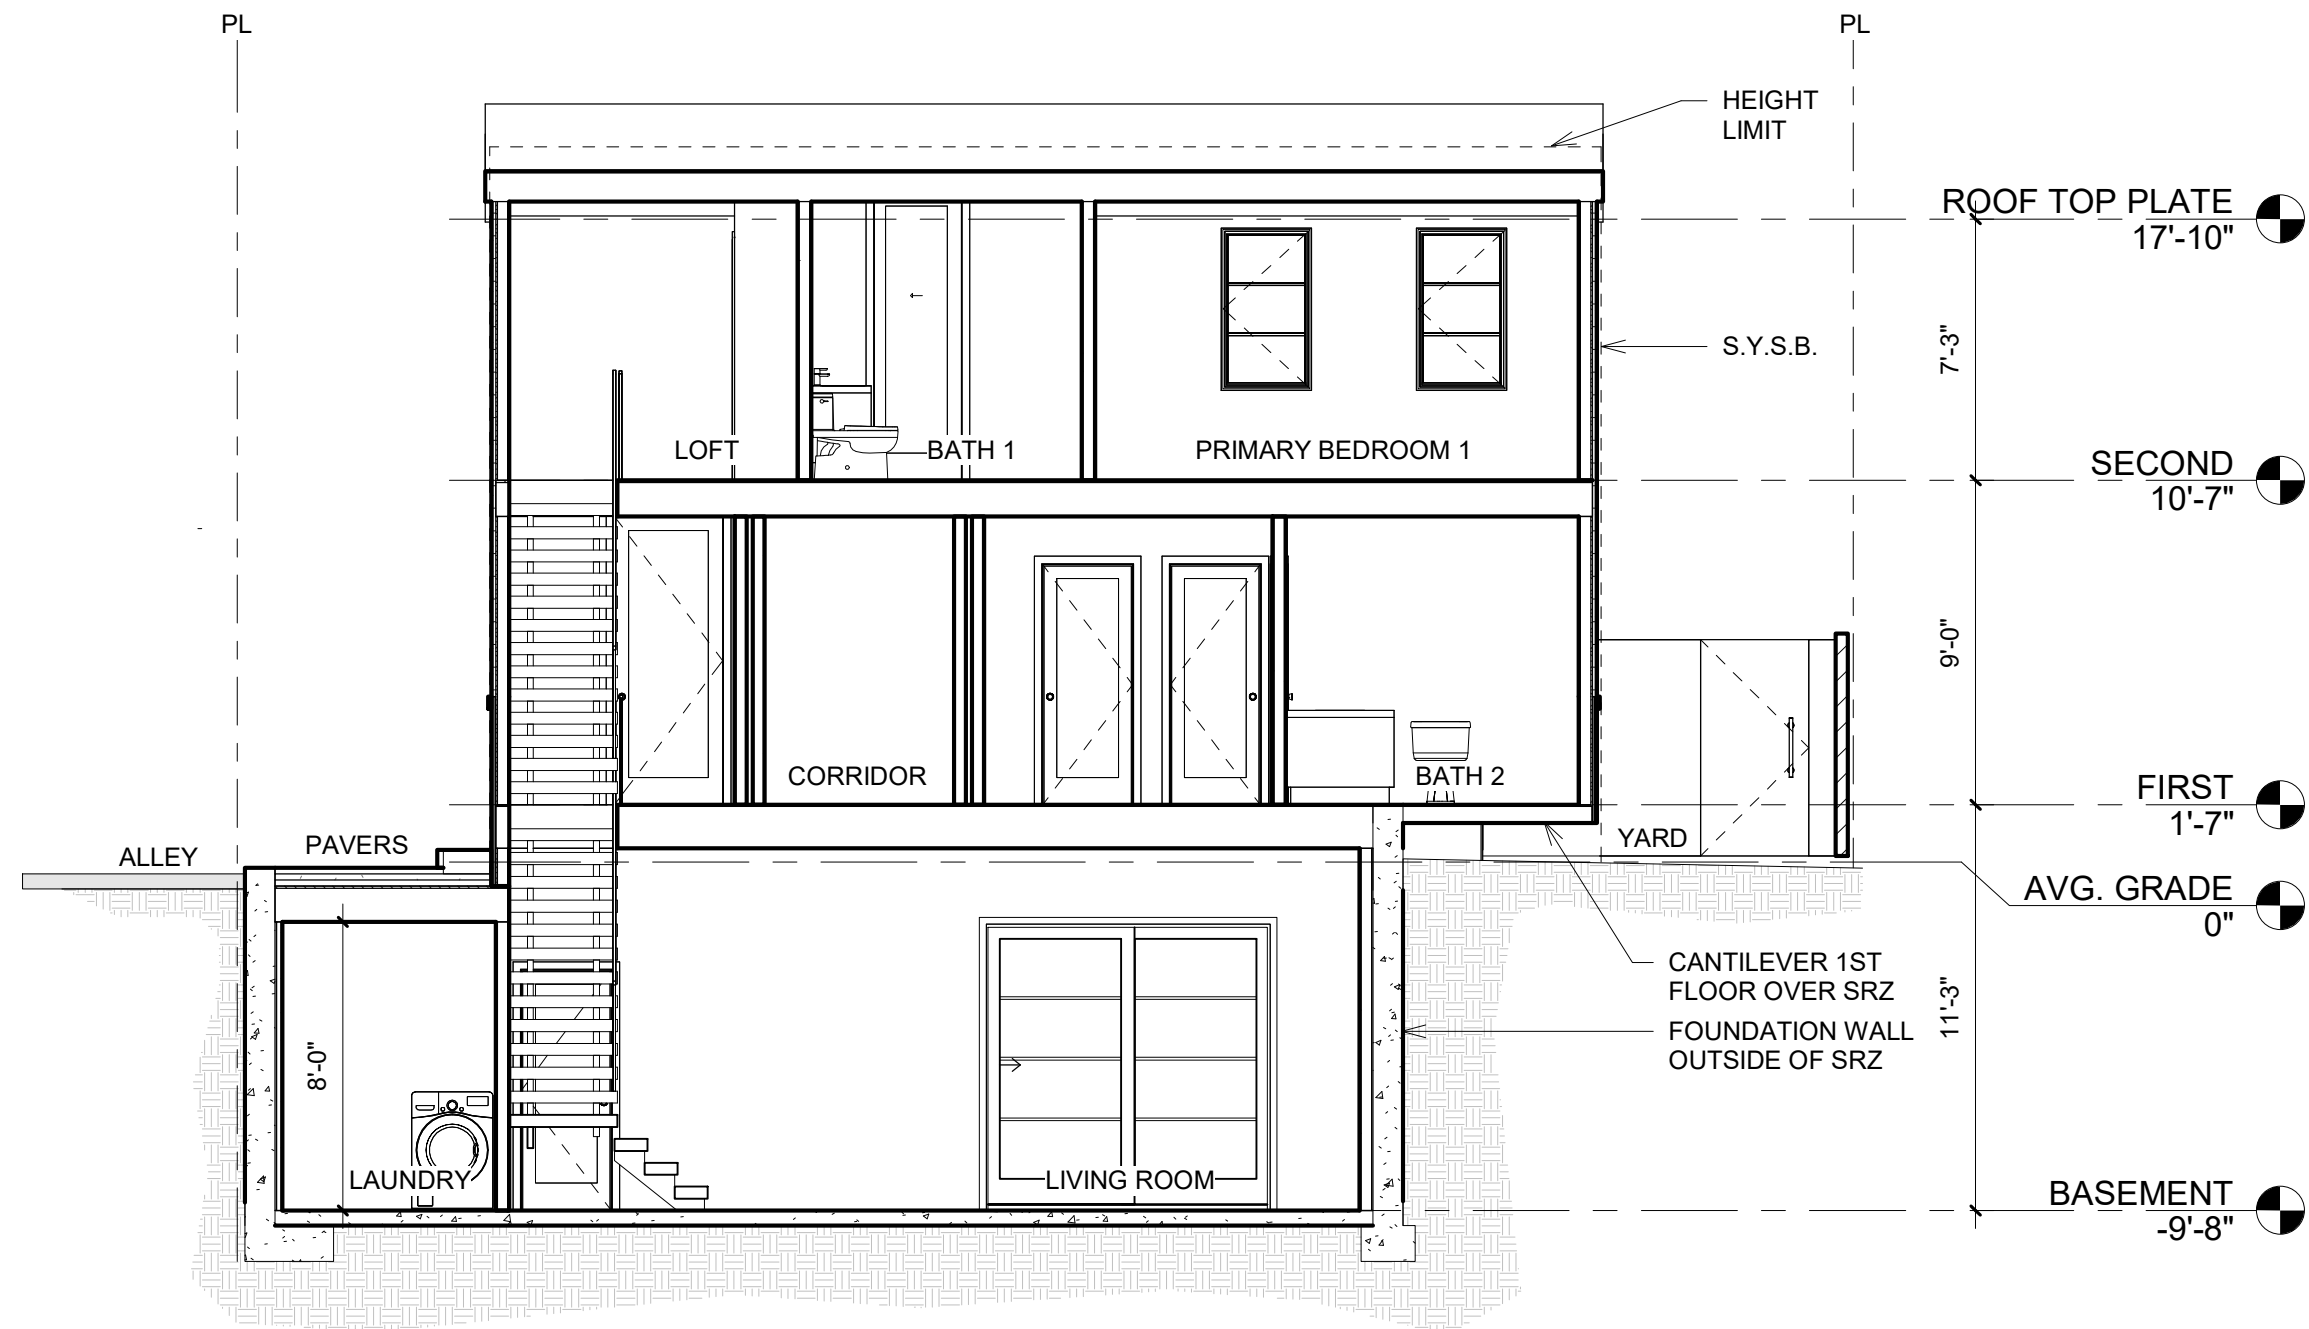 PL
PL
HEIGHT
LIMIT
ROOF TOP PLATE
17'-10"
7'-3"
S.Y.S.B.
LOFT
BATH 1
PRIMARY BEDROOM 1
SECOND
10'-7"
9'-0"
CORRIDOR
BATH 2
FIRST
1'-7"
ALLEY
PAVERS
YARD
AVG. GRADE
0"
CANTILEVER 1ST
FLOOR OVER SRZ
FOUNDATION WALL
OUTSIDE OF SRZ
11'-3"
8'-0"
LAUNDRY
LIVING ROOM
BASEMENT
-9'-8"